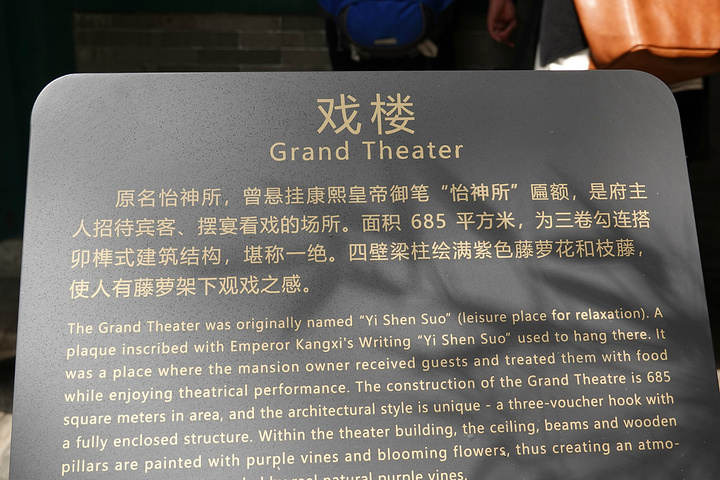 戏楼
Grand Theater
原名怡神所，曾悬挂康熙皇帝御笔“怡神所”匾额，是府主
人招待宾客、摆宴看戏的场所。面积 685 平方米，为三卷勾连搭
卯榫式建筑结构，堪称一绝。四壁梁柱绘满紫色藤萝花和枝藤，
使人有藤萝架下观戏之感。
The Grand Theater was originally named “Yi Shen Suo” (leisure place for relaxation). A
plaque inscribed with Emperor Kangxi's Writing “Yi Shen Suo” used to hang there. It
was a place where the mansion owner received guests and treated them with food
while enjoying theatrical performance. The construction of the Grand Theatre is 685
square meters in area, and the architectural style is unique - a three-voucher hook with
a fully enclosed structure. Within the theater building, the ceiling, beams and wooden
pillars are painted with purple vines and blooming flowers, thus creating an atmo-
by real natural purple vines.